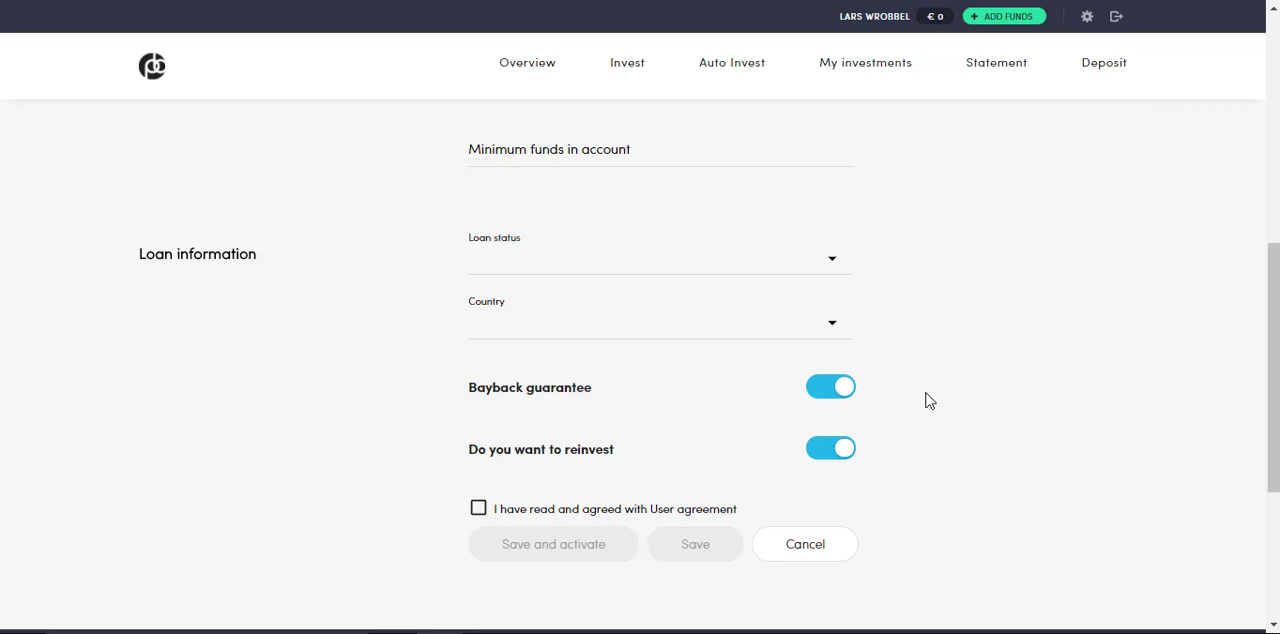 LARS WROBBEL € 0 + ADD FUNDS
Overview Invest Auto Invest My investments Statement Deposit
Minimum funds in account
Loan information
Loan status
Country
Bayback guarantee
Do you want to reinvest
I have read and agreed with User agreement
Save and activate Save Cancel